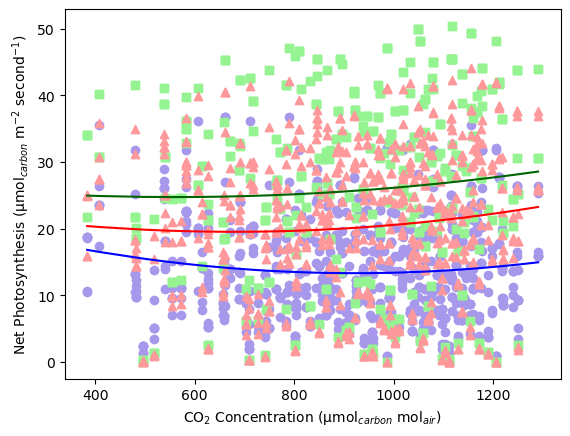 50
40
30
20
10
0
Net Photosynthesis (μmol_carbon m⁻² second⁻¹)
400 600 800 1000 1200
CO₂ Concentration (μmol_carbon mol_air)